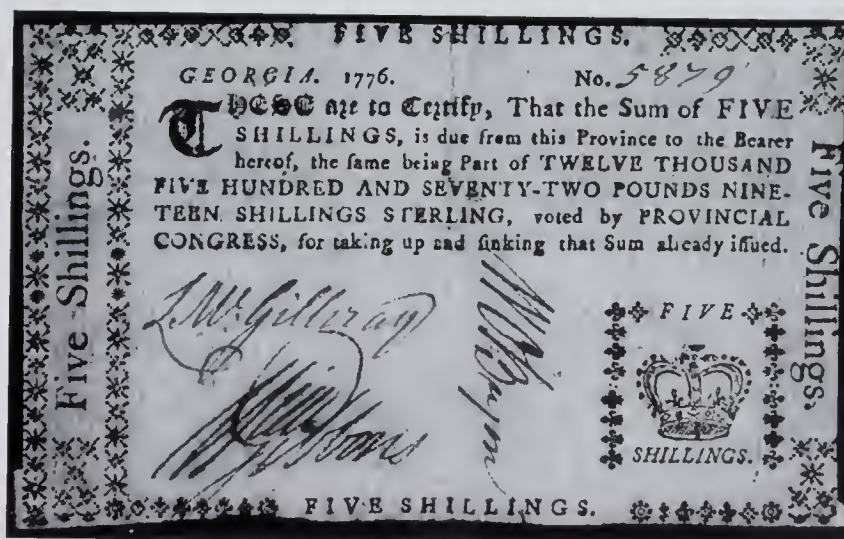 FIVE SHILLINGS.
GEORGIA. 1776. No. 5879
THESE are to Certify, That the Sum of FIVE
SHILLINGS, is due from this Province to the Bearer
hereof, the same being Part of TWELVE THOUSAND
FIVE HUNDRED AND SEVENTY-TWO POUNDS NINE-
TEEN SHILLINGS STERLING, voted by PROVINCIAL
CONGRESS, for taking up and sinking that Sum already issued.
Five Shillings.
Five Shillings.
McGillivray
Gibbons
FIVE
SHILLINGS.
FIVE SHILLINGS.